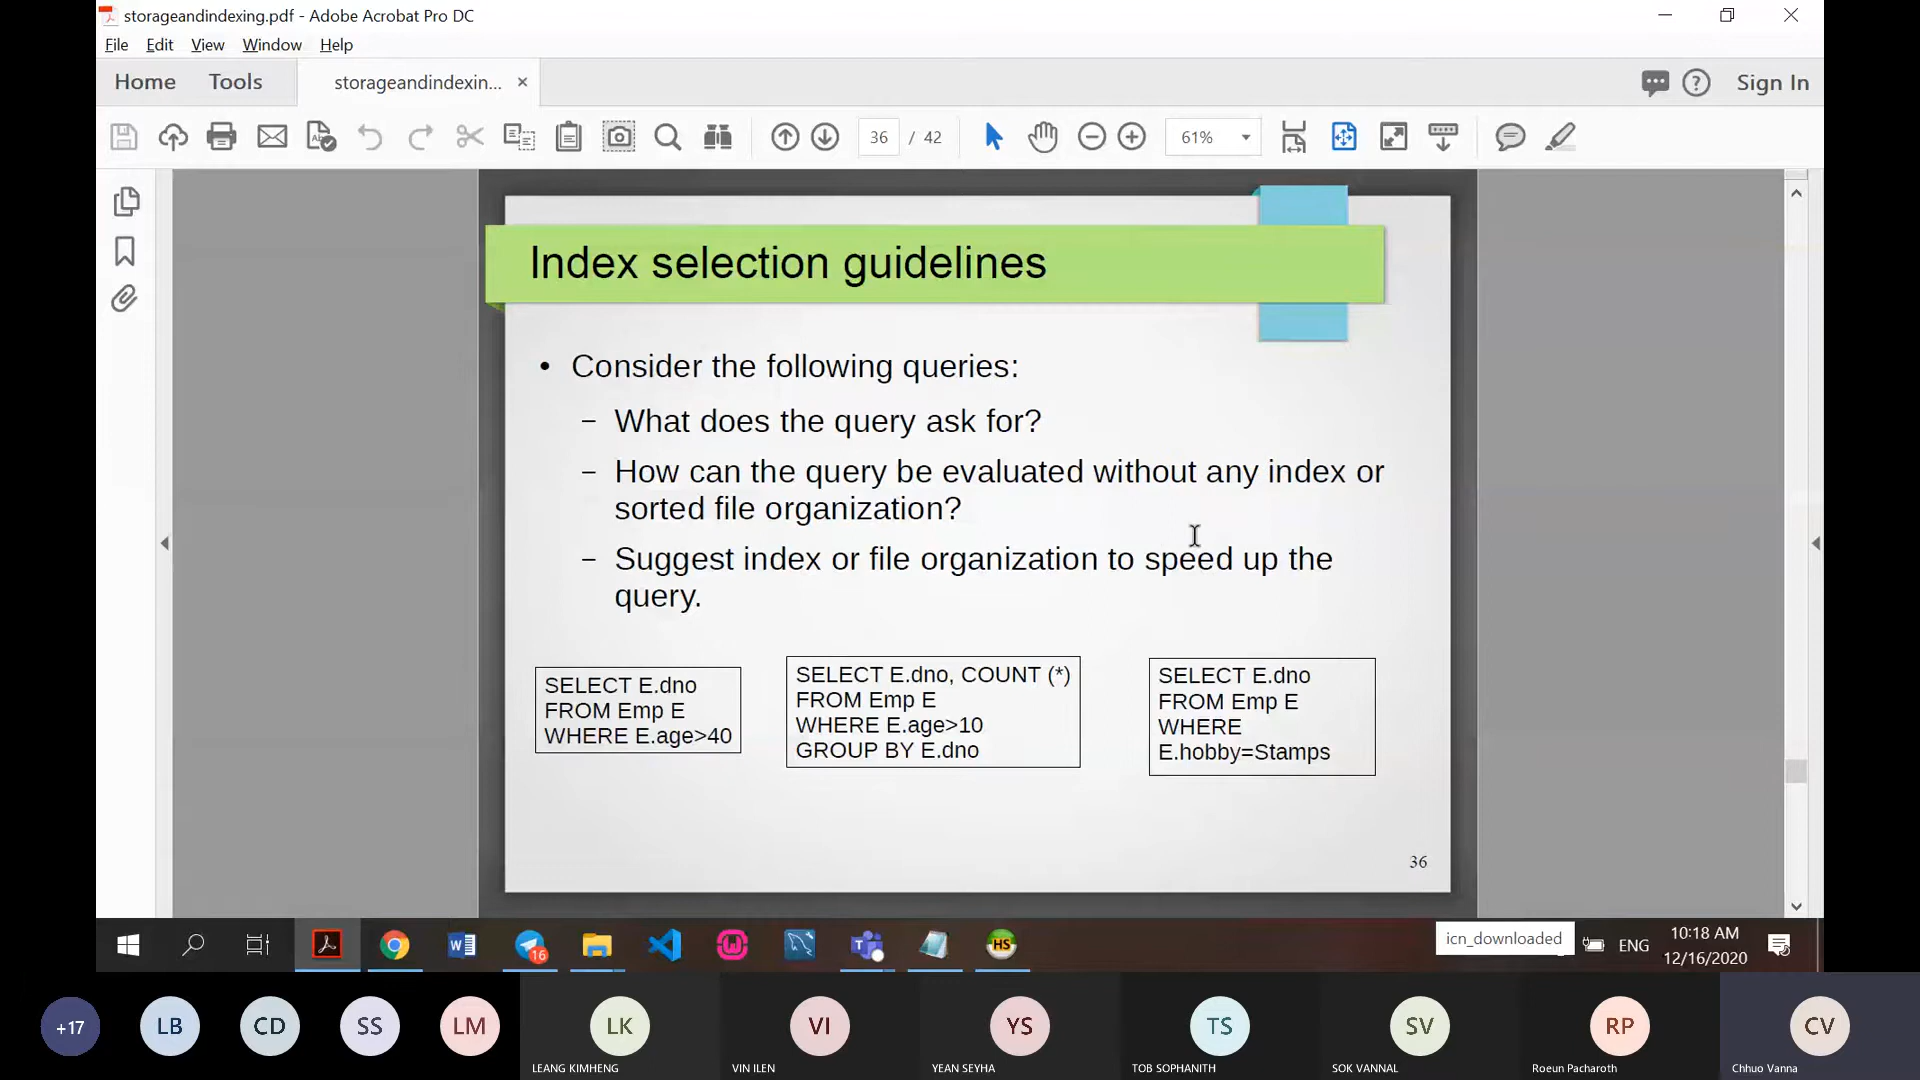 storageandindexing.pdf - Adobe Acrobat Pro DC
File Edit View Window Help
Home Tools storageandindexin... × Sign In
36 / 42 61%
Index selection guidelines
• Consider the following queries:
– What does the query ask for?
– How can the query be evaluated without any index or
sorted file organization?
– Suggest index or file organization to speed up the
query.
SELECT E.dno
FROM Emp E
WHERE E.age>40
SELECT E.dno, COUNT (*)
FROM Emp E
WHERE E.age>10
GROUP BY E.dno
SELECT E.dno
FROM Emp E
WHERE
E.hobby=Stamps
36
16
HS
icn_downloaded
ENG
10:18 AM
12/16/2020
+17 LB CD SS LM LK VI YS TS SV RP CV
LEANG KIMHENG VIN ILEN YEAN SEYHA TOB SOPHANITH SOK VANNAL Roeun Pacharoth Chhuo Vanna